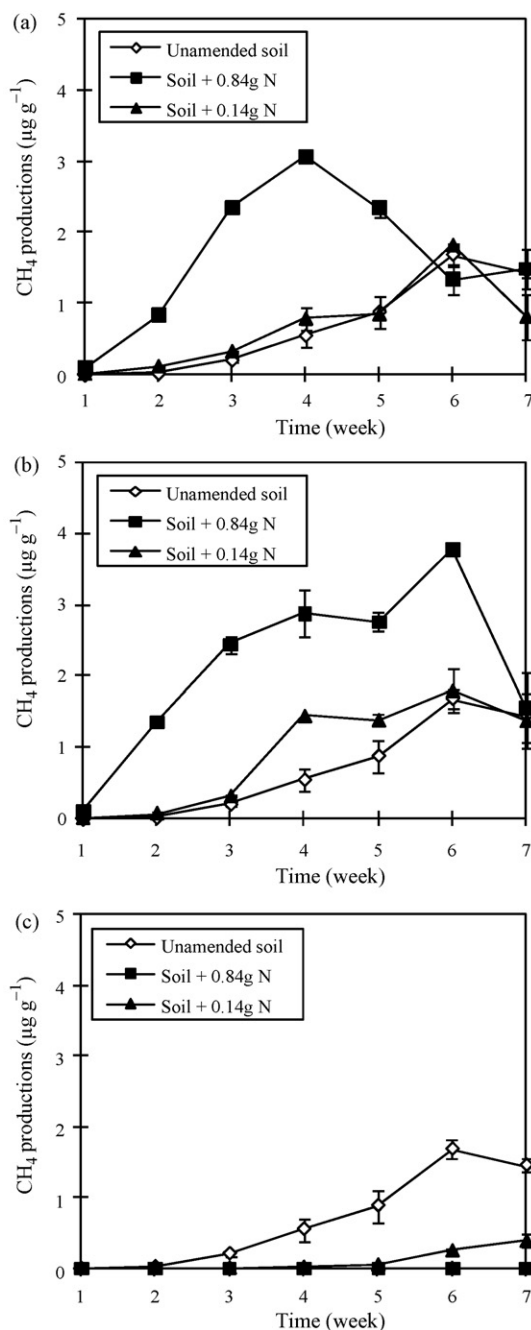 (a)
5
4
3
2
1
0
CH₄ productions (µg g⁻¹)
Unamended soil
Soil + 0.84g N
Soil + 0.14g N
1 2 3 4 5 6 7
Time (week)
(b)
5
4
3
2
1
0
CH₄ productions (µg g⁻¹)
Unamended soil
Soil + 0.84g N
Soil + 0.14g N
1 2 3 4 5 6 7
Time (week)
(c)
5
4
3
2
1
0
CH₄ productions (µg g⁻¹)
Unamended soil
Soil + 0.84g N
Soil + 0.14g N
1 2 3 4 5 6 7
Time (week)